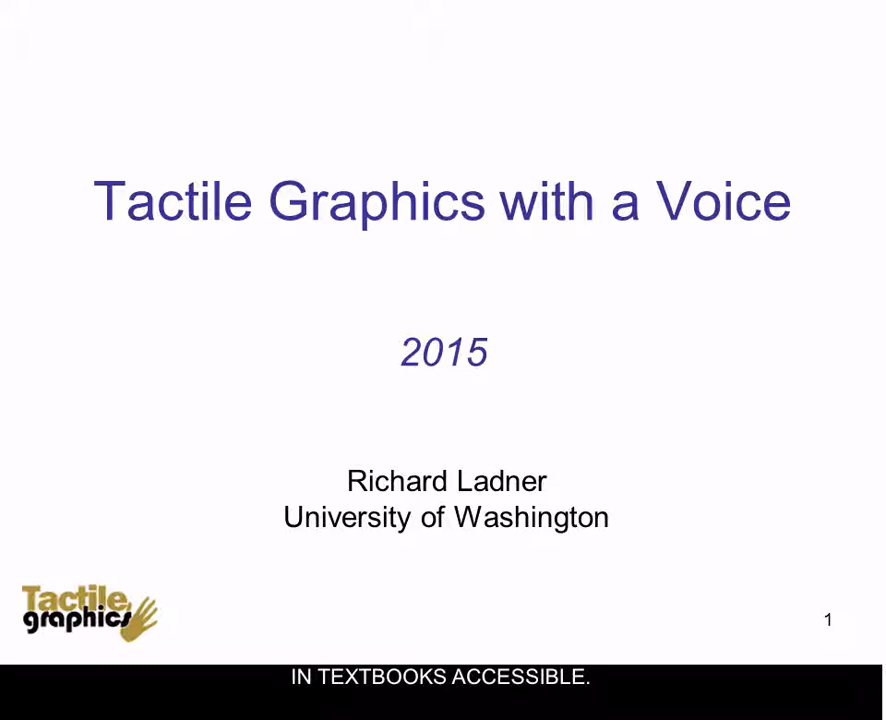 Tactile Graphics with a Voice
2015
Richard Ladner
University of Washington
Tactile
graphics
1
IN TEXTBOOKS ACCESSIBLE.